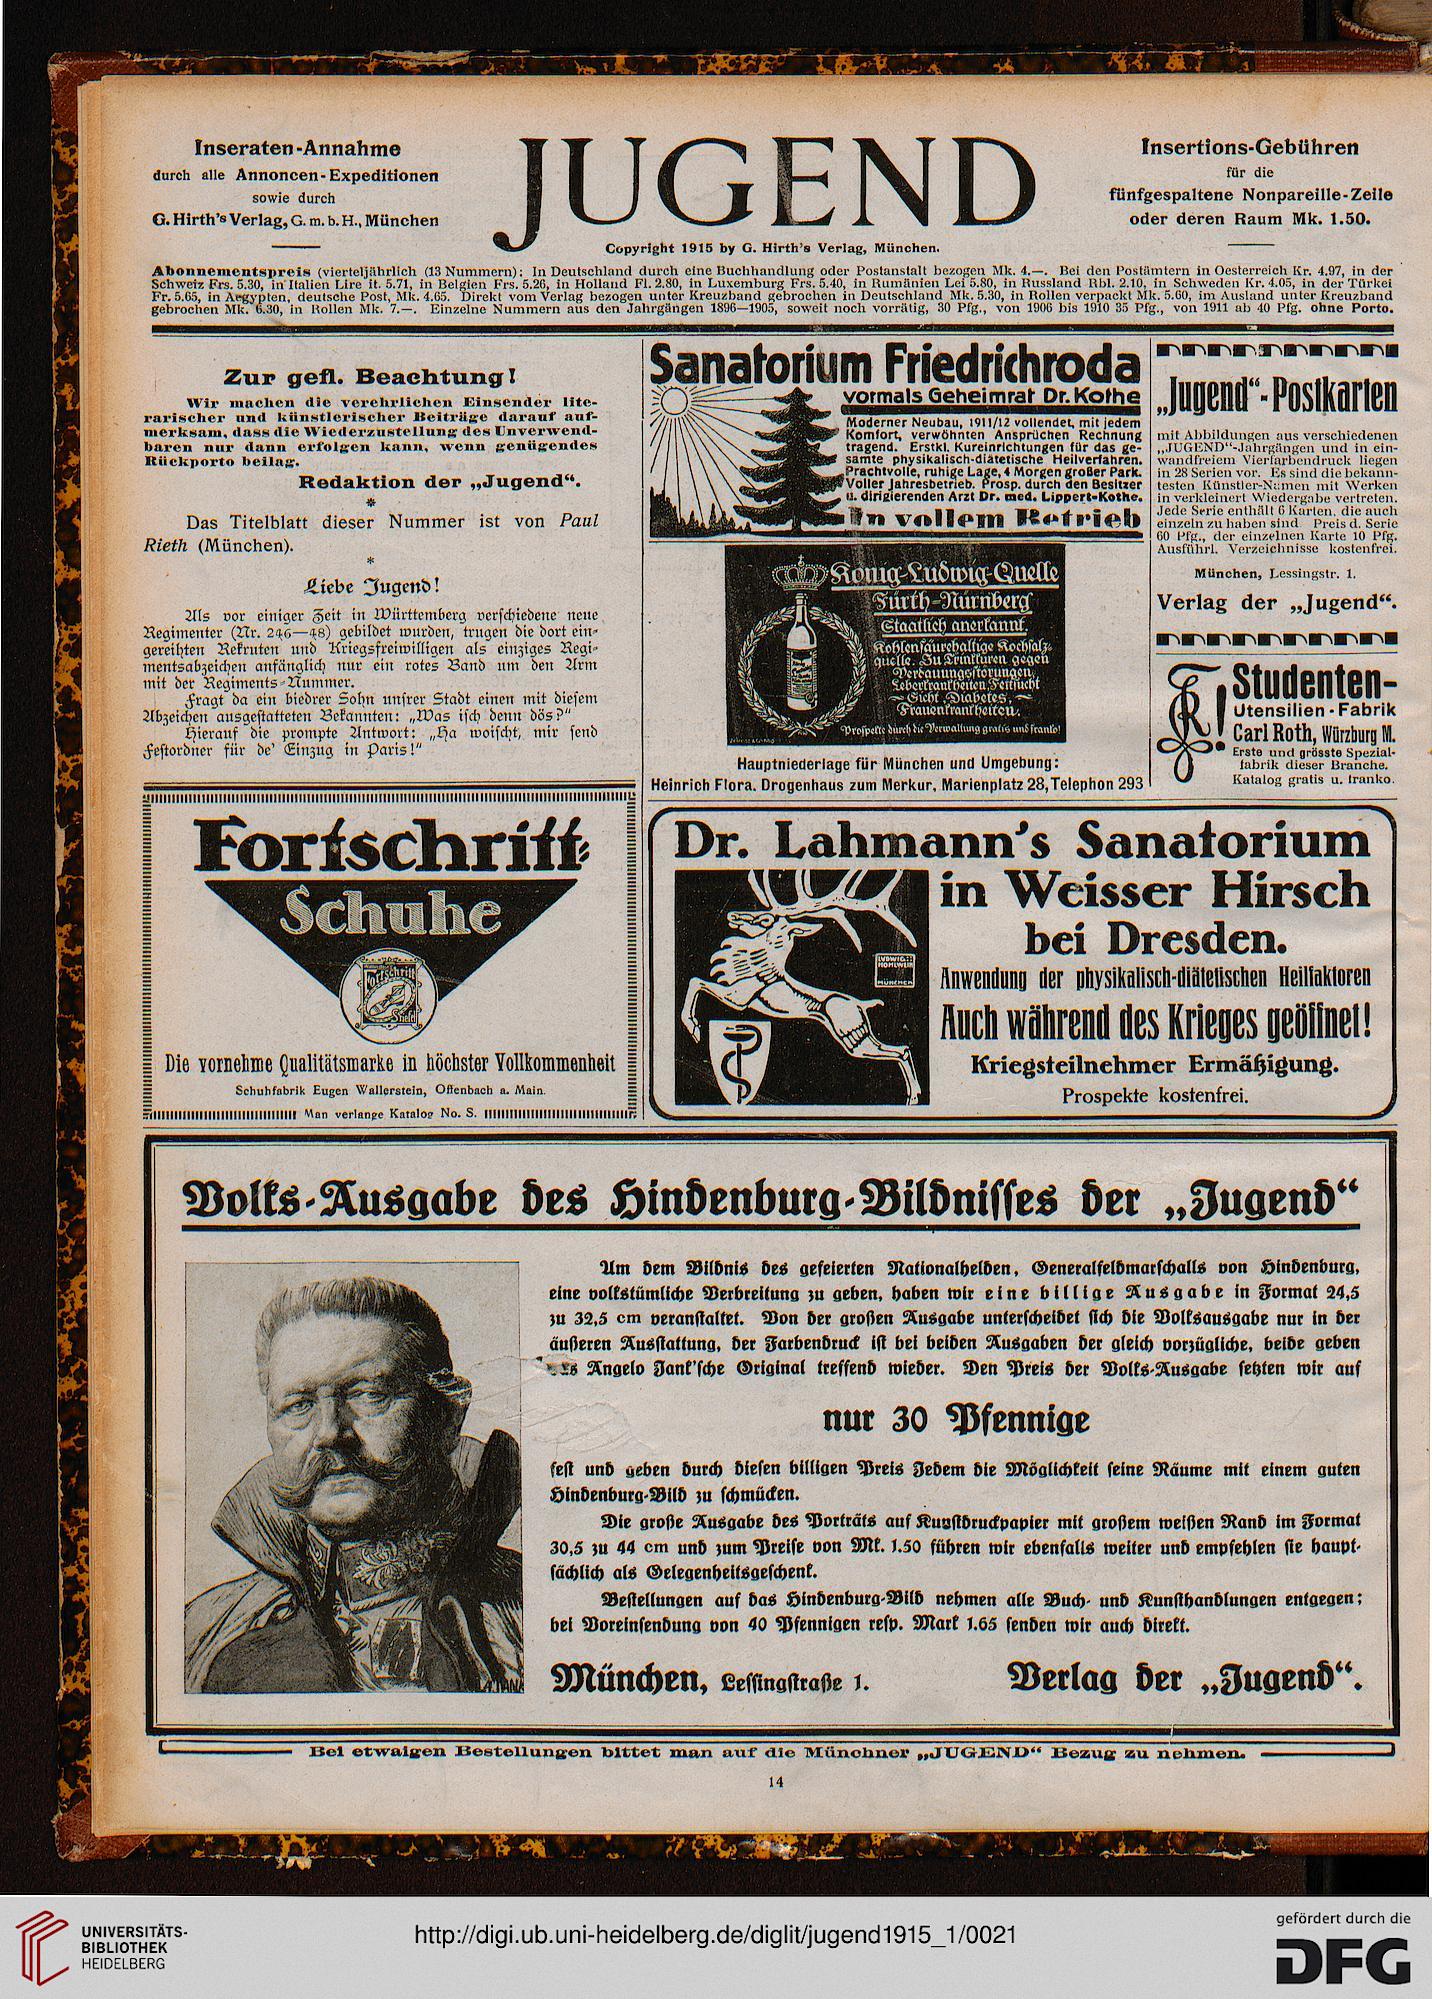 Inseraten-Annahme
durch alle Annoncen-Expeditionen
sowie durch
G. Hirth's Verlag, G. m. b. H., München
JUGEND
Copyright 1915 by G. Hirth's Verlag, München.
Insertions-Gebühren
für die
fünfgespaltene Nonpareille-Zeile
oder deren Raum Mk. 1.50.
Abonnementspreis (vierteljährlich (13 Nummern): In Deutschland durch eine Buchhandlung oder Postanstalt bezogen Mk. 4.—. Bei den Postämtern in Oesterreich Kr. 4.97, in der
Schweiz Frs. 5.30, in Italien Lire it. 5.71, in Belgien Frs. 5.26, in Holland Fl. 2.80, in Luxemburg Frs. 5.40, in Rumänien Lei 5.80, in Russland Rbl. 2.10, in Schweden Kr. 4.05, in der Türkei
Fr. 5.65, in Aegypten, deutsche Post, Mk. 4.65. Direkt vom Verlag bezogen unter Kreuzband gebrochen in Deutschland Mk. 5.30, in Rollen verpackt Mk. 5.60, im Ausland unter Kreuzband
gebrochen Mk. 6.30, in Rollen Mk. 7.—. Einzelne Nummern aus den Jahrgängen 1896—1905, soweit noch vorrätig, 30 Pfg., von 1906 bis 1910 35 Pfg., von 1911 ab 40 Pfg. ohne Porto.
Zur gefl. Beachtung!
Wir machen die verehrlichen Einsender lite-
rarischer und künstlerischer Beiträge darauf auf-
merksam, dass die Wiederzustellung des Unverwend-
baren nur dann erfolgen kann, wenn genügendes
Rückporto beilag.
Redaktion der „Jugend“.
*
Das Titelblatt dieser Nummer ist von Paul
Rieth (München).
*
Liebe Jugend!
Als vor einiger Zeit in Württemberg verschiedene neue
Regimenter (Nr. 246—48) gebildet wurden, trugen die dort ein-
gereihten Rekruten und Kriegsfreiwilligen als einziges Regi-
mentsabzeichen anfänglich nur ein rotes Band um den Arm
mit der Regiments-Nummer.
Fragt da ein biedrer Sohn unsrer Stadt einen mit diesem
Abzeichen ausgestatteten Bekannten: „Was isch denn dös?“
Hierauf die prompte Antwort: „Ha woischt, mir send
Festordner für de' Einzug in Paris!“
Sanatorium Friedrichroda
vormals Geheimrat Dr. Kothe
Moderner Neubau, 1911/12 vollendet, mit jedem
Komfort, verwöhnten Ansprüchen Rechnung
tragend. Erstkl. Kureinrichtungen für das ge-
samte physikalisch-diätetische Heilverfahren.
Prachtvolle, ruhige Lage, 4 Morgen großer Park.
Voller Jahresbetrieb. Prosp. durch den Besitzer
u. dirigierenden Arzt Dr. med. Lippert-Kothe.
In vollem Betrieb
König-Ludwig-Quelle
Fürth-Nürnberg
Staatlich anerkannt.
Kohlensäurehaltige Kochsalz-
quelle. Zu Trinkkuren gegen
Verdauungsstörungen,
Leberkrankheiten, Fettsucht
Gicht, Diabetes,
Frauenkrankheiten.
Prospekte durch die Verwaltung gratis und franko!
Hauptniederlage für München und Umgebung:
Heinrich Flora, Drogenhaus zum Merkur, Marienplatz 28, Telephon 293
„Jugend“-Postkarten
mit Abbildungen aus verschiedenen
„JUGEND“-Jahrgängen und in ein-
wandfreiem Vierfarbendruck liegen
in 28 Serien vor. Es sind die bekann-
testen Künstler-Namen mit Werken
in verkleinert Wiedergabe vertreten.
Jede Serie enthält 6 Karten, die auch
einzeln zu haben sind Preis d. Serie
60 Pfg., der einzelnen Karte 10 Pfg.
Ausführl. Verzeichnisse kostenfrei.
München, Lessingstr. 1.
Verlag der „Jugend“.
Studenten-
Utensilien-Fabrik
Carl Roth, Würzburg M.
Erste und grösste Spezial-
fabrik dieser Branche.
Katalog gratis u. franko.
Fortschritt-
Schuhe
Fortschritt
Stiefel
Die vornehme Qualitätsmarke in höchster Vollkommenheit
Schuhfabrik Eugen Wallerstein, Offenbach a. Main.
Man verlange Katalog No. S.
Dr. Lahmann's Sanatorium
in Weisser Hirsch
bei Dresden.
LUDWIG
HOHLWEIN
MÜNCHEN
Anwendung der physikalisch-diätetischen Heilfaktoren
Auch während des Krieges geöffnet!
Kriegsteilnehmer Ermäßigung.
Prospekte kostenfrei.
Volks-Ausgabe des Hindenburg-Bildnisses der „Jugend“
Um dem Bildnis des gefeierten Nationalhelden, Generalfeldmarschalls von Hindenburg,
eine volkstümliche Verbreitung zu geben, haben wir eine billige Ausgabe in Format 24,5
zu 32,5 cm veranstaltet. Von der großen Ausgabe unterscheidet sich die Volksausgabe nur in der
äußeren Ausstattung, der Farbendruck ist bei beiden Ausgaben der gleich vorzügliche, beide geben
Angelo Jank'sche Original treffend wieder. Den Preis der Volks-Ausgabe setzten wir auf
nur 30 Pfennige
fest und geben durch diesen billigen Preis Jedem die Möglichkeit seine Räume mit einem guten
Hindenburg-Bild zu schmücken.
Die große Ausgabe des Porträts auf Kunstdruckpapier mit großem weißen Rand im Format
30,5 zu 44 cm und zum Preise von Mk. 1.50 führen wir ebenfalls weiter und empfehlen sie haupt-
sächlich als Gelegenheitsgeschenk.
Bestellungen auf das Hindenburg-Bild nehmen alle Buch- und Kunsthandlungen entgegen;
bei Voreinsendung von 40 Pfennigen resp. Mark 1.65 senden wir auch direkt.
München, Lessingstraße 1.
Verlag der „Jugend“.
Bei etwaigen Bestellungen bittet man auf die Münchner „JUGEND“ Bezug zu nehmen.
14
UNIVERSITÄTS-
BIBLIOTHEK
HEIDELBERG
http://digi.ub.uni-heidelberg.de/diglit/jugend1915_1/0021
gefördert durch die
DFG